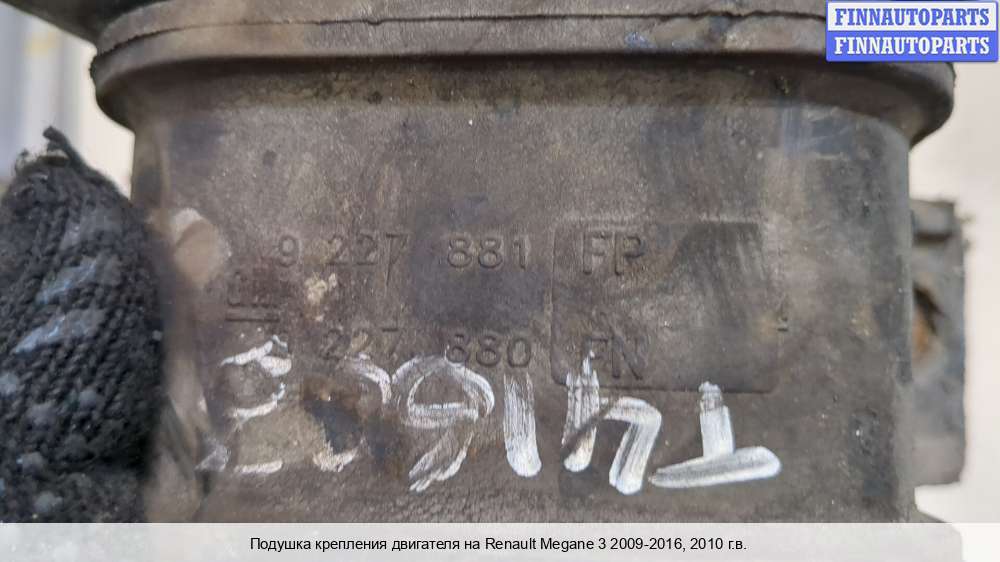 FINNAUTOPARTS
FINNAUTOPARTS
9 227 881 FP
9 227 880 FN
Подушка крепления двигателя на Renault Megane 3 2009-2016, 2010 г.в.